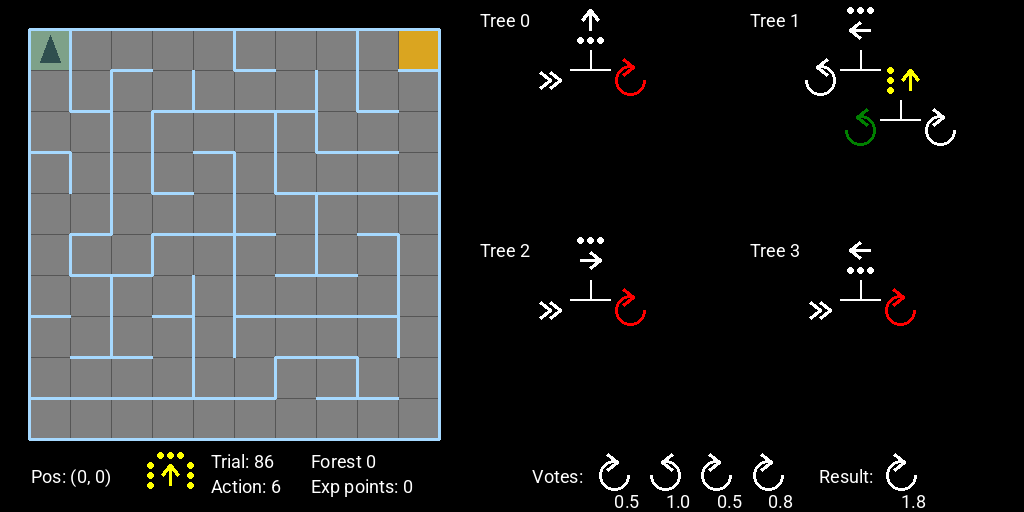 Tree 0
Tree 1
Tree 2
Tree 3
Pos: (0, 0)
Trial: 86
Forest 0
Action: 6
Exp points: 0
Votes:
0.5
1.0
0.5
0.8
Result:
1.8